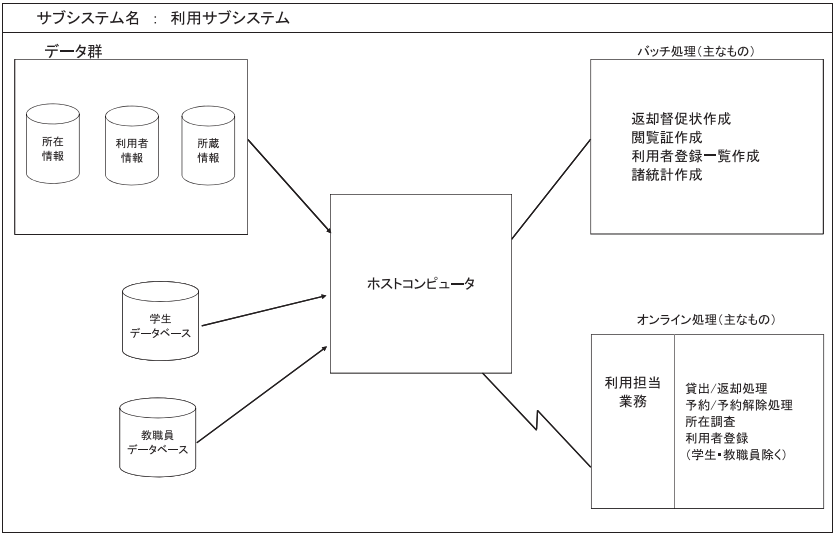 サブシステム名 : 利用サブシステム
データ群
所在
情報
利用者
情報
所蔵
情報
学生
データベース
教職員
データベース
ホストコンピュータ
バッチ処理(主なもの)
返却督促状作成
閲覧証作成
利用者登録一覧作成
諸統計作成
オンライン処理(主なもの)
利用担当
業務
貸出/返却処理
予約/予約解除処理
所在調査
利用者登録
(学生・教職員除く)